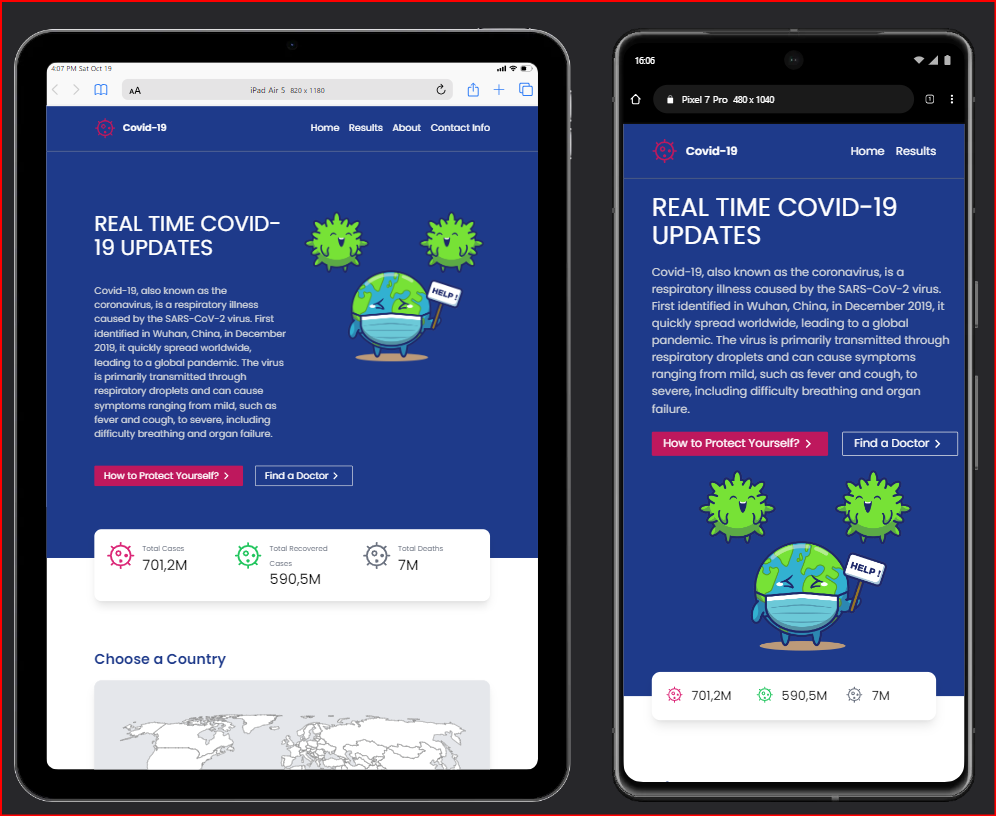 4:07 PM Sat Oct 19
AA
iPad Air 5 820 x 1180
Covid-19
Home Results About Contact Info
REAL TIME COVID-
19 UPDATES
Covid-19, also known as the
coronavirus, is a respiratory illness
caused by the SARS-CoV-2 virus. First
identified in Wuhan, China, in December
2019, it quickly spread worldwide,
leading to a global pandemic. The virus
is primarily transmitted through
respiratory droplets and can cause
symptoms ranging from mild, such as
fever and cough, to severe, including
difficulty breathing and organ failure.
HELP !
How to Protect Yourself?
Find a Doctor
Total Cases
701,2M
Total Recovered
Cases
590,5M
Total Deaths
7M
Choose a Country
16:06
Pixel 7 Pro 480 x 1040
1
Covid-19
Home Results
REAL TIME COVID-19
UPDATES
Covid-19, also known as the coronavirus, is a
respiratory illness caused by the SARS-CoV-2 virus.
First identified in Wuhan, China, in December 2019, it
quickly spread worldwide, leading to a global
pandemic. The virus is primarily transmitted through
respiratory droplets and can cause symptoms
ranging from mild, such as fever and cough, to
severe, including difficulty breathing and organ
failure.
How to Protect Yourself?
Find a Doctor
HELP !
701,2M
590,5M
7M